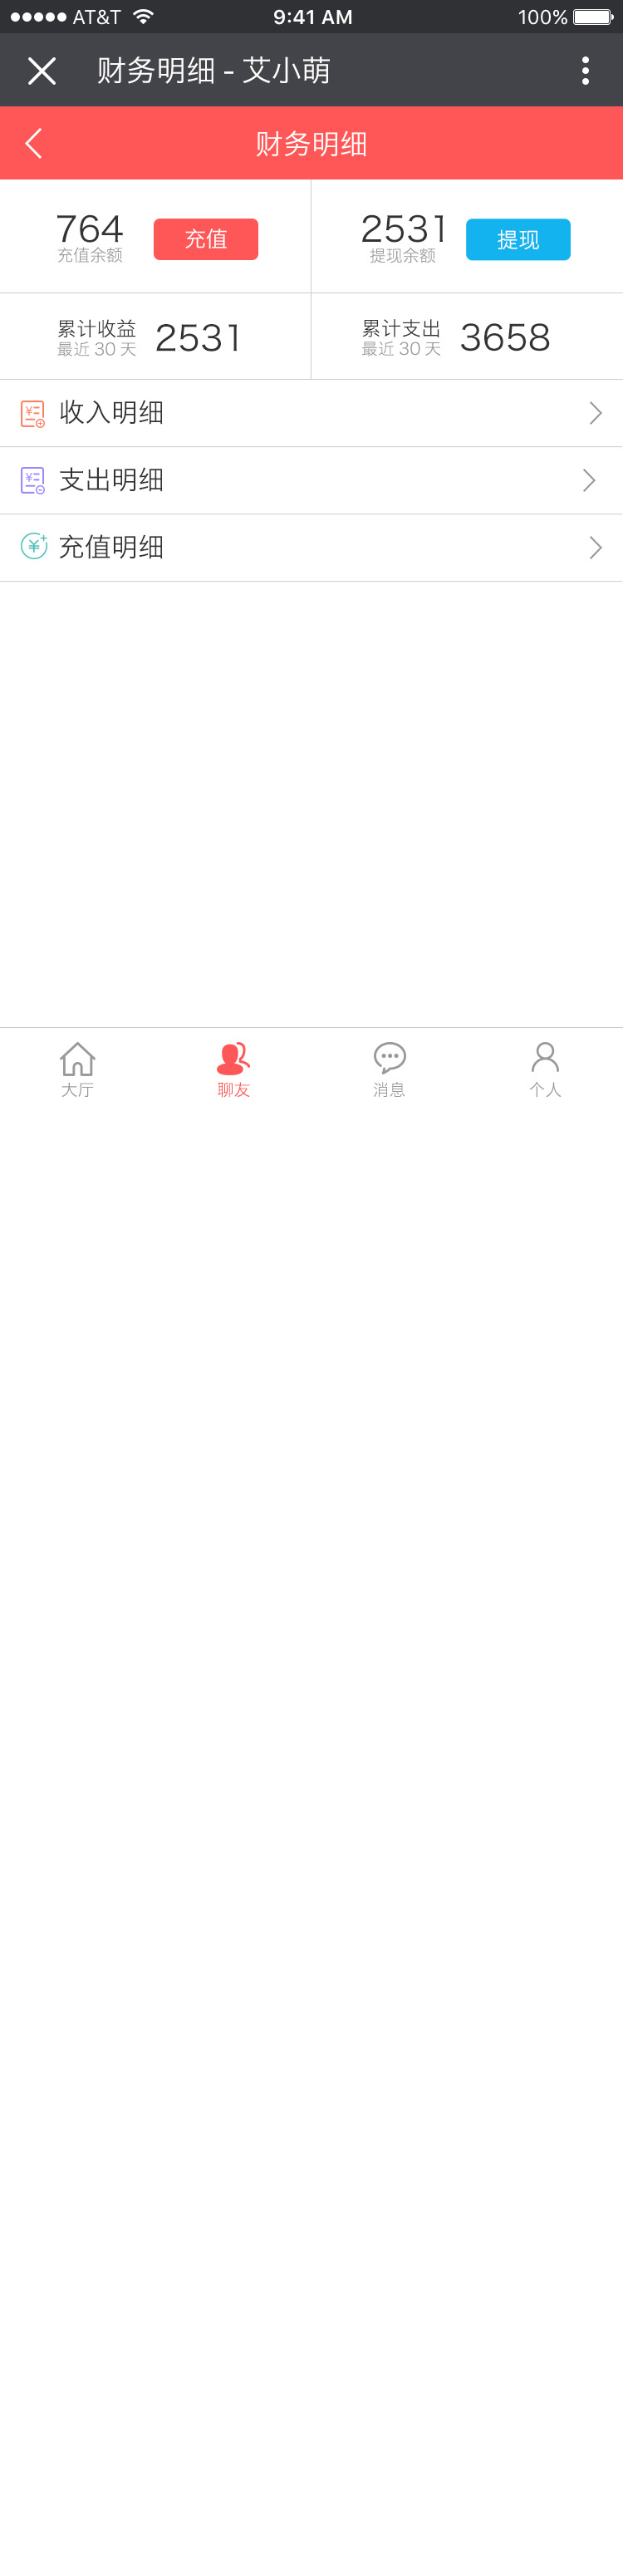 AT&T 9:41 AM 100%
财务明细 - 艾小萌
财务明细
764 充值 2531 提现
充值余额 提现余额
累计收益 2531 累计支出 3658
最近 30 天 最近 30 天
收入明细
支出明细
充值明细
大厅 聊友 消息 个人